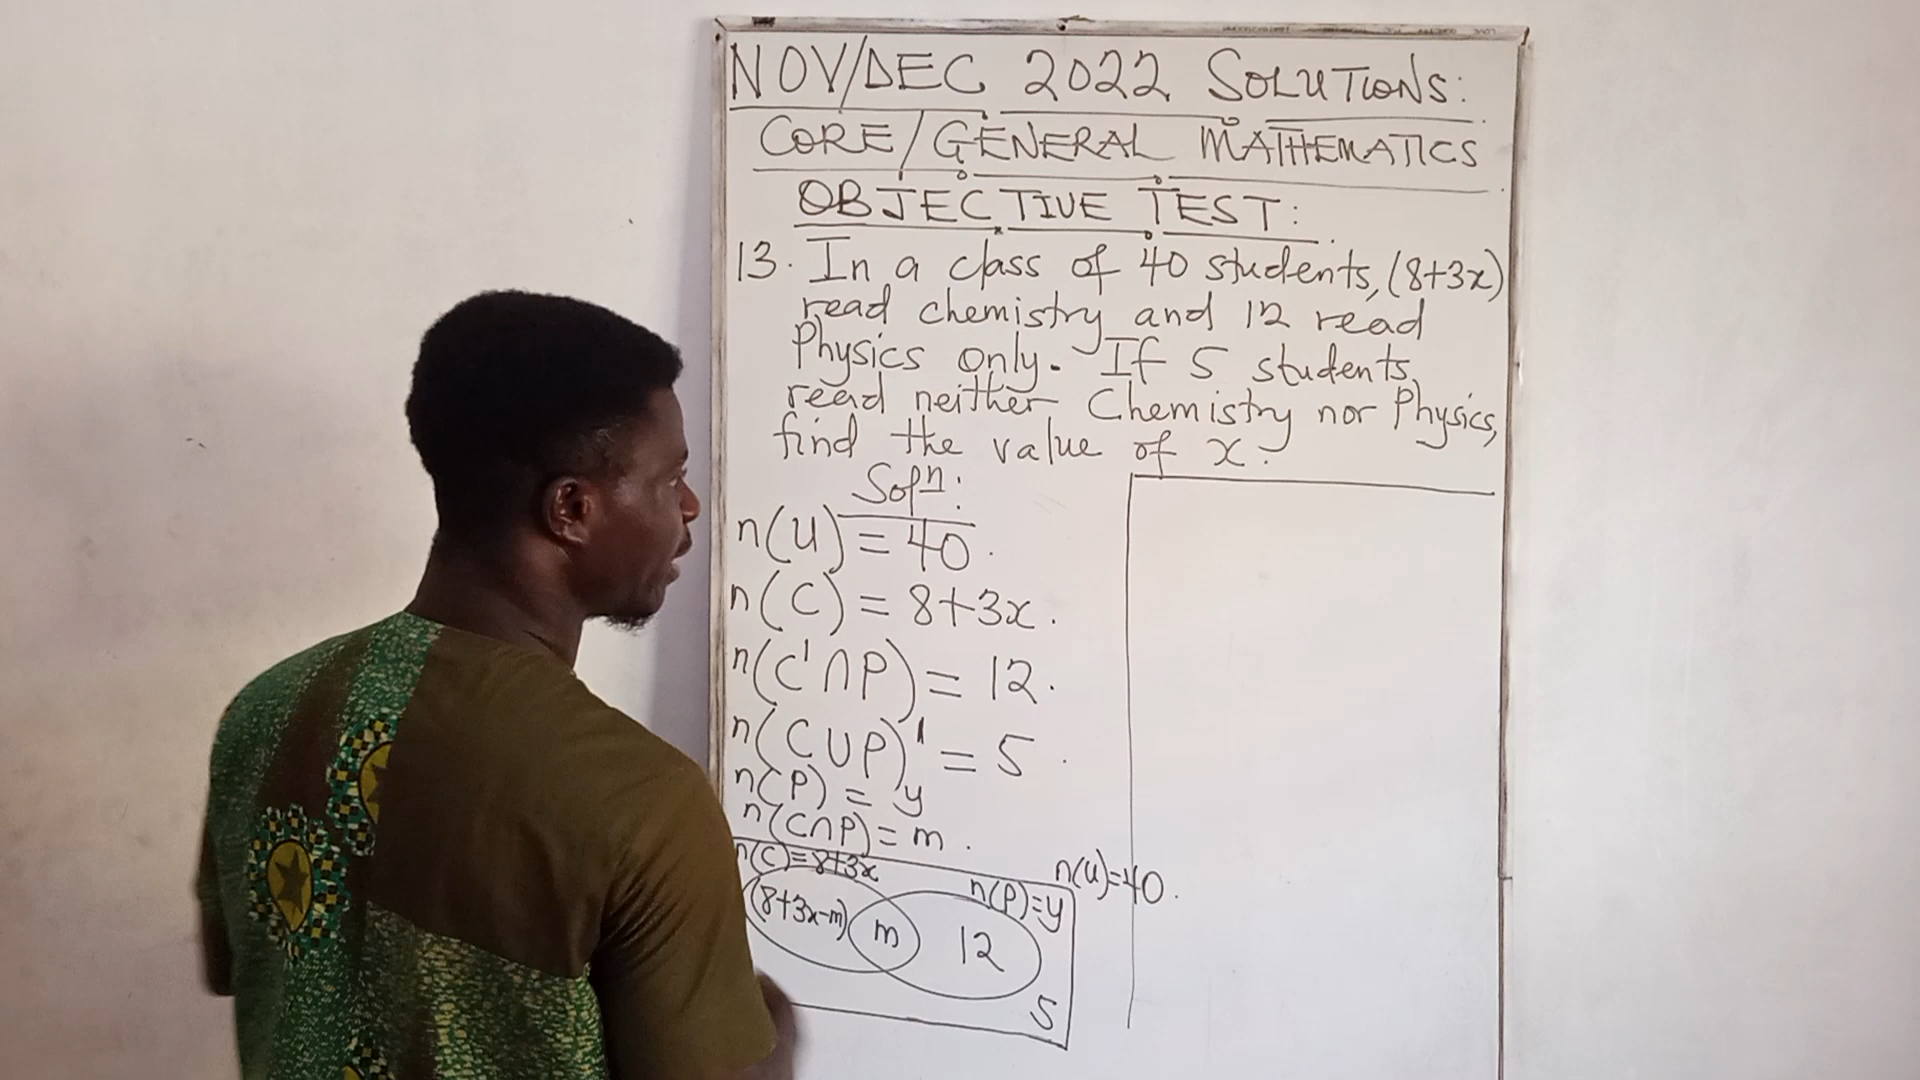 NOV/DEC 2022 SOLUTIONS:
CORE/GENERAL MATHEMATICS
OBJECTIVE TEST:
13. In a class of 40 students, (8+3x)
read chemistry and 12 read
Physics only. If 5 students
read neither Chemistry nor Physics,
find the value of x.
Solⁿ:
n(U) = 40.
n(C) = 8+3x.
n(C'∩P) = 12.
n(C∪P)' = 5.
n(P) = y
n(C∩P) = m.
n(C)=8+3x
n(U)=40.
n(P)=y
(8+3x-m) m 12
5